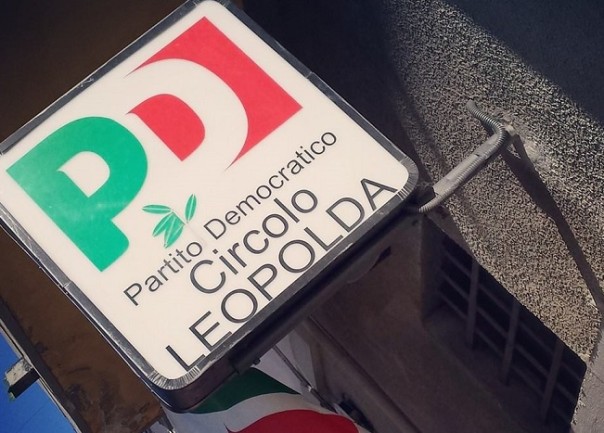 PD
Partito Democratico
Circolo
LEOPOLDA